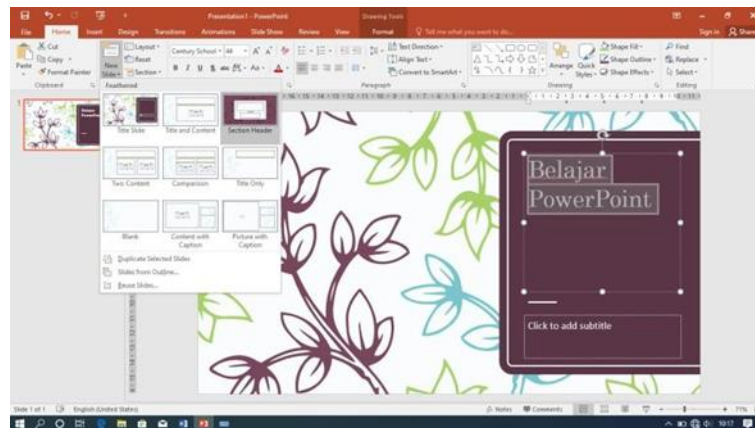 Presentation1 - PowerPoint
Drawing Tools
File Home Insert Design Transitions Animations Slide Show Review View Format Tell me what you want to do...
Sign in Share
Paste
Cut
Copy
Format Painter
Clipboard
New Slide
Layout
Reset
Section
Century School 44
B I U S
Text Direction
Align Text
Convert to SmartArt
Paragraph
Arrange
Quick Styles
Shape Fill
Shape Outline
Shape Effects
Drawing
Find
Replace
Select
Editing
Feathered
Title Slide Title and Content Section Header
Two Content Comparison Title Only
Blank Content with Caption Picture with Caption
Duplicate Selected Slides
Slides from Outline...
Reuse Slides...
1
Belajar
PowerPoint
Click to add subtitle
Slide 1 of 1 English (United States)
Notes Comments
71%
1017